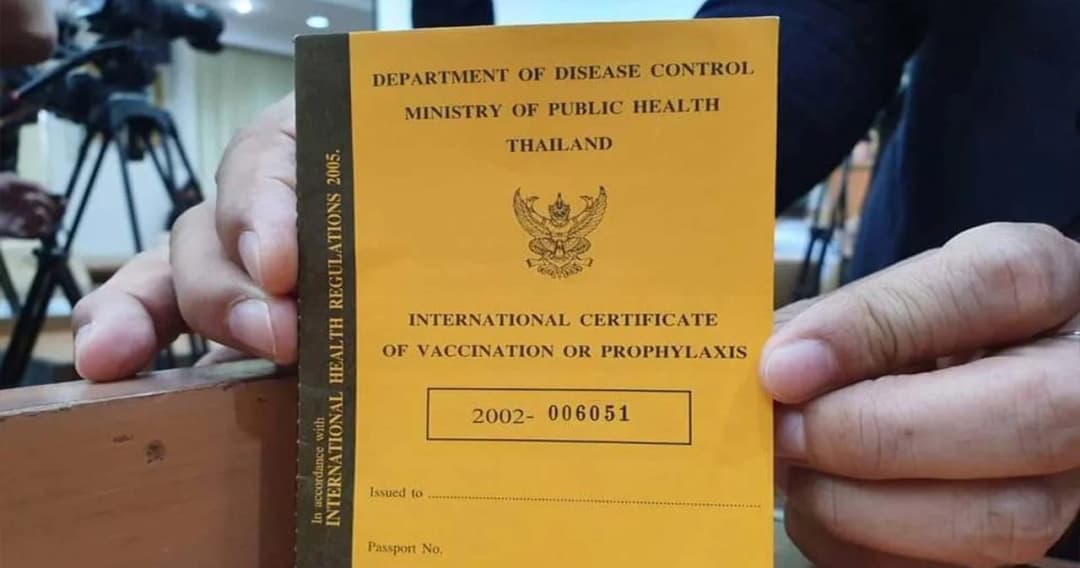 DEPARTMENT OF DISEASE CONTROL
MINISTRY OF PUBLIC HEALTH
THAILAND
INTERNATIONAL CERTIFICATE
OF VACCINATION OR PROPHYLAXIS
2002- 006051
Issued to
Passport No.
In accordance with
INTERNATIONAL HEALTH REGULATIONS 2005.